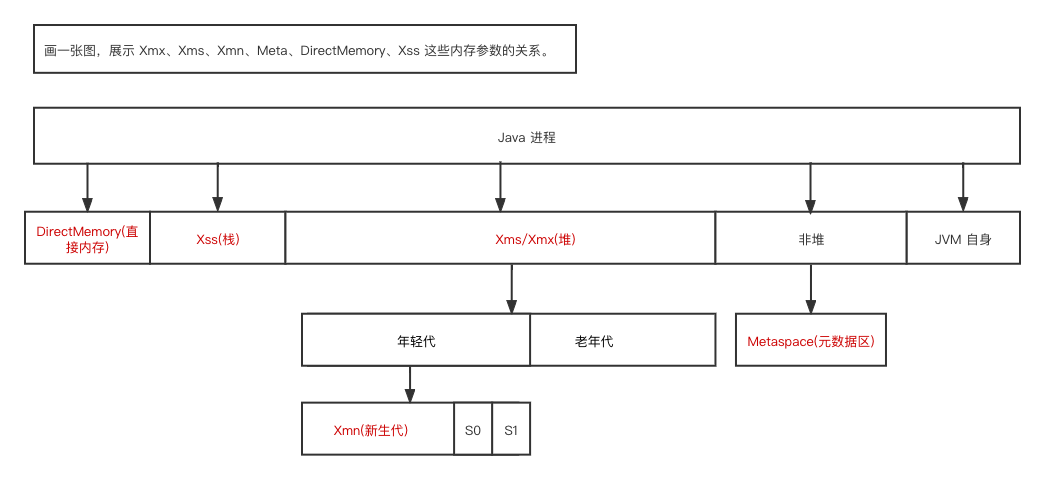 画一张图，展示 Xmx、Xms、Xmn、Meta、DirectMemory、Xss 这些内存参数的关系。
Java 进程
DirectMemory(直
接内存)
Xss(栈)
Xms/Xmx(堆)
非堆
JVM 自身
年轻代
老年代
Metaspace(元数据区)
Xmn(新生代)
S0
S1